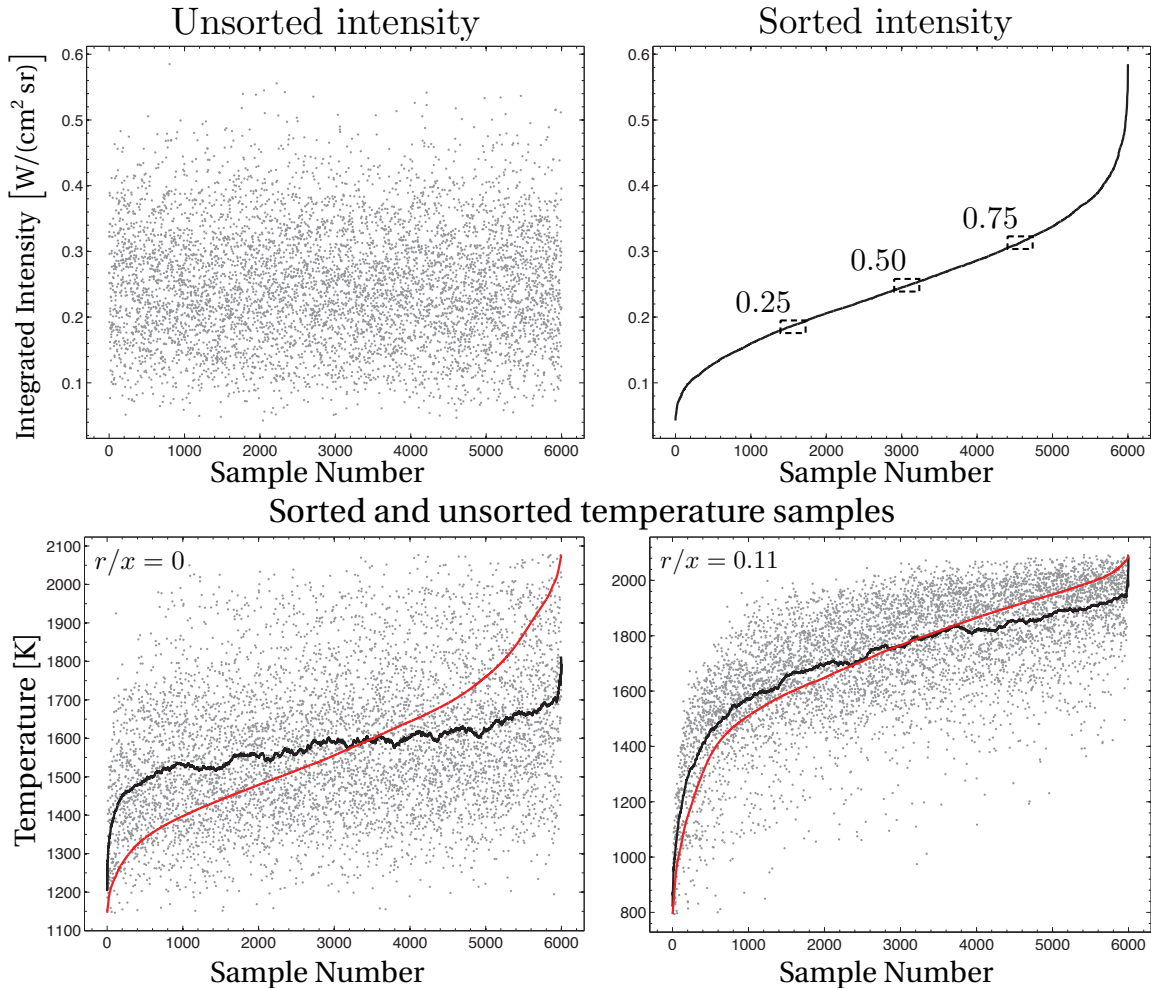 Unsorted intensity
Sorted intensity
Integrated Intensity [W/(cm² sr)]
0.6
0.5
0.4
0.3
0.2
0.1
0 1000 2000 3000 4000 5000 6000
Sample Number
0.6
0.5
0.4
0.3
0.2
0.1
0.75
0.50
0.25
0 1000 2000 3000 4000 5000 6000
Sample Number
Sorted and unsorted temperature samples
Temperature [K]
r/x = 0
2100
2000
1900
1800
1700
1600
1500
1400
1300
1200
1100
0 1000 2000 3000 4000 5000 6000
Sample Number
r/x = 0.11
2000
1800
1600
1400
1200
1000
800
0 1000 2000 3000 4000 5000 6000
Sample Number